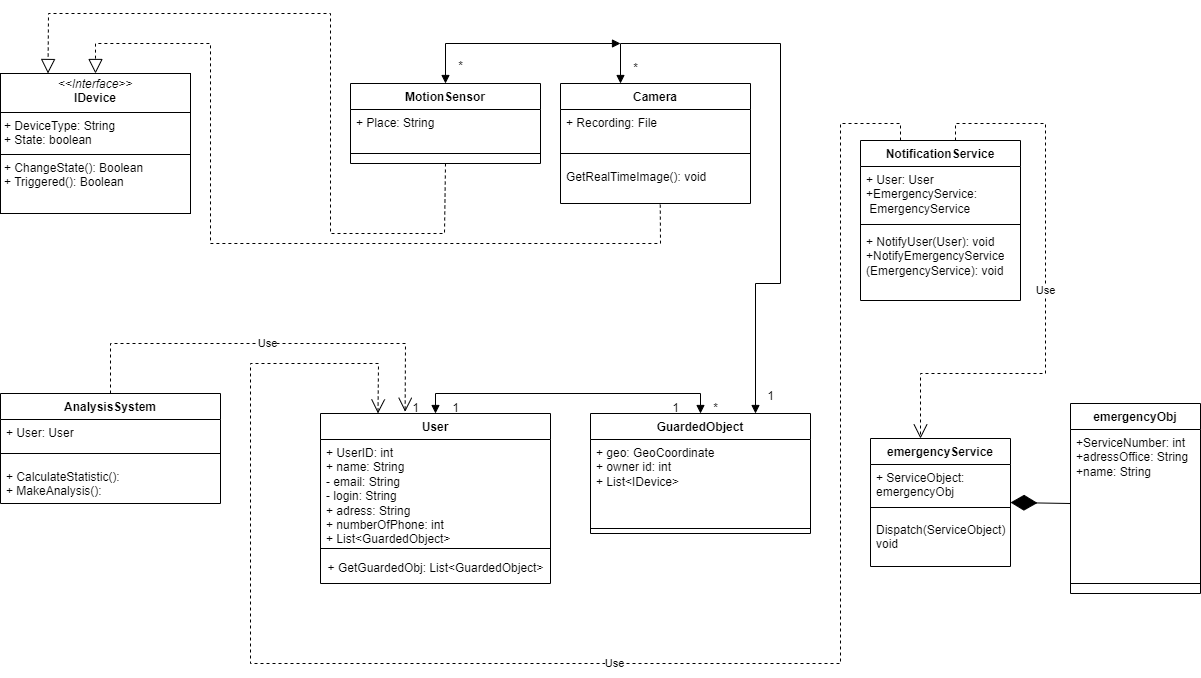 <<Interface>>
IDevice
+ DeviceType: String
+ State: boolean
+ ChangeState(): Boolean
+ Triggered(): Boolean
*
MotionSensor
+ Place: String
*
Camera
+ Recording: File
GetRealTimeImage(): void
NotificationService
+ User: User
+EmergencyService:
EmergencyService
+ NotifyUser(User): void
+NotifyEmergencyService
(EmergencyService): void
Use
Use
AnalysisSystem
+ User: User
+ CalculateStatistic():
+ MakeAnalysis():
1
1
User
+ UserID: int
+ name: String
- email: String
- login: String
+ adress: String
+ numberOfPhone: int
+ List<GuardedObject>
+ GetGuardedObj: List<GuardedObject>
1
*
1
GuardedObject
+ geo: GeoCoordinate
+ owner id: int
+ List<IDevice>
emergencyService
+ ServiceObject:
emergencyObj
Dispatch(ServiceObject)
void
emergencyObj
+ServiceNumber: int
+adressOffice: String
+name: String
Use